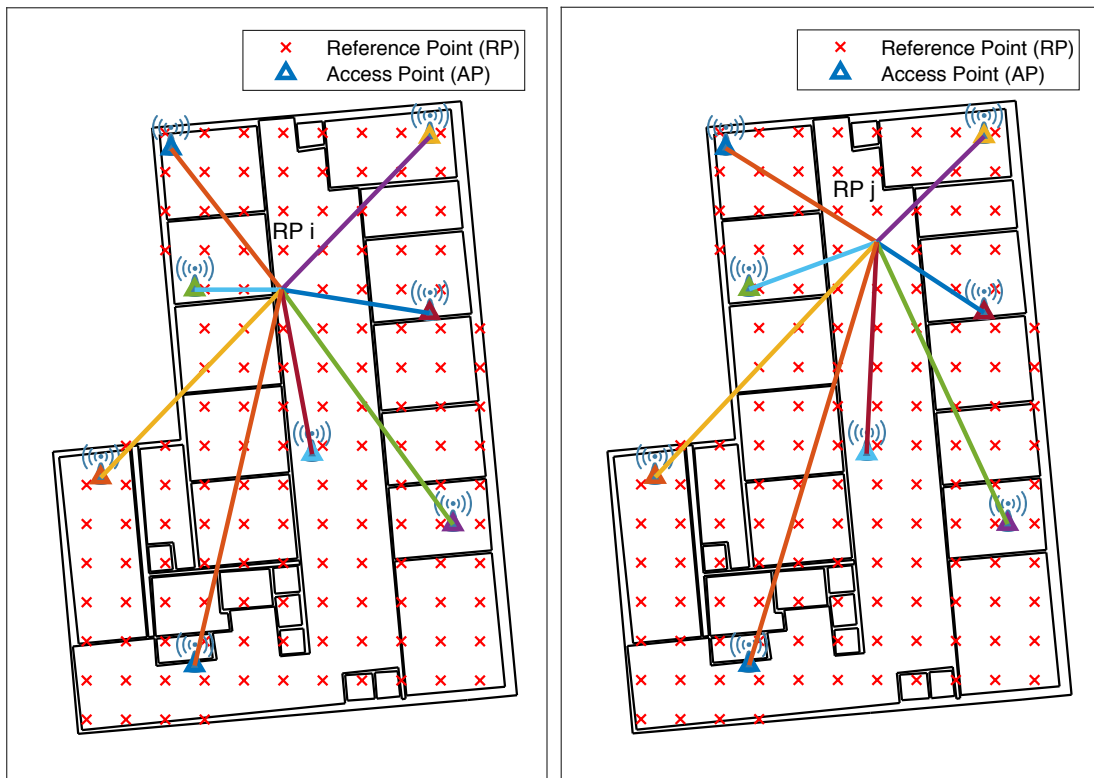 Reference Point (RP)
Access Point (AP)
RP i
Reference Point (RP)
Access Point (AP)
RP j